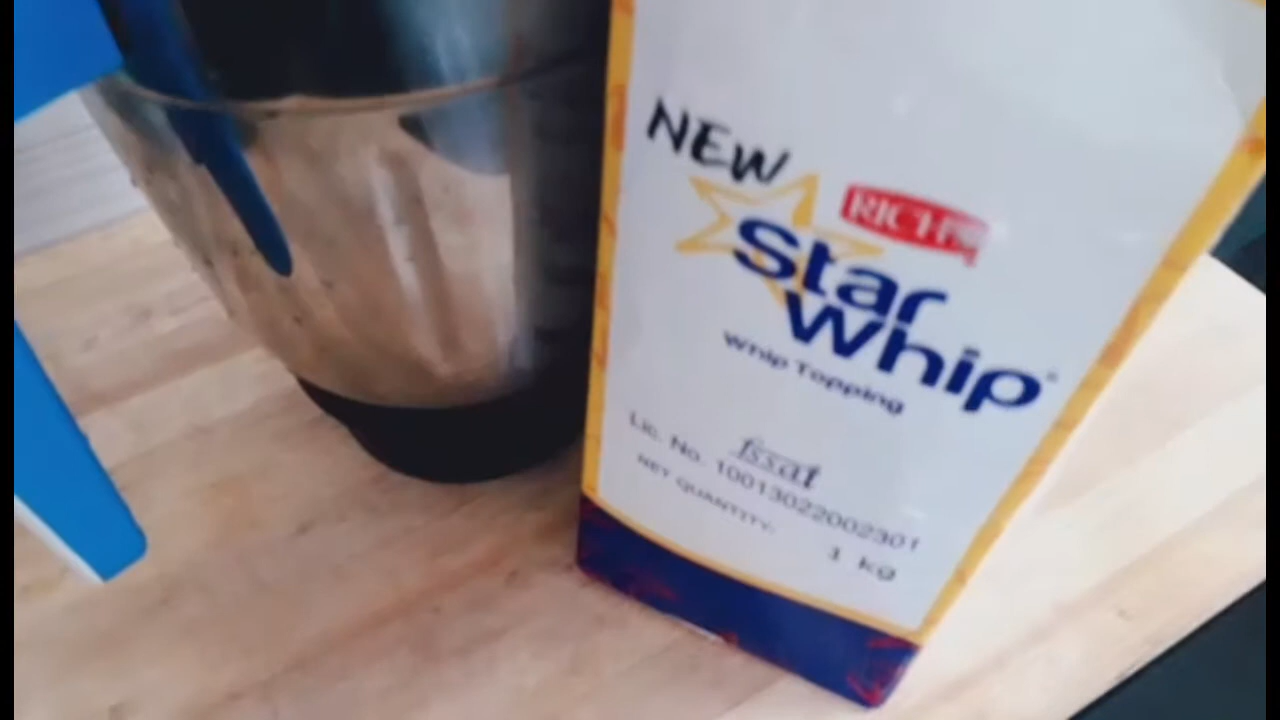 NEW
RICH'S
Star
Whip®
Whip Topping
fssai
Lic. No. 10013022002301
NET QUANTITY:
1 kg